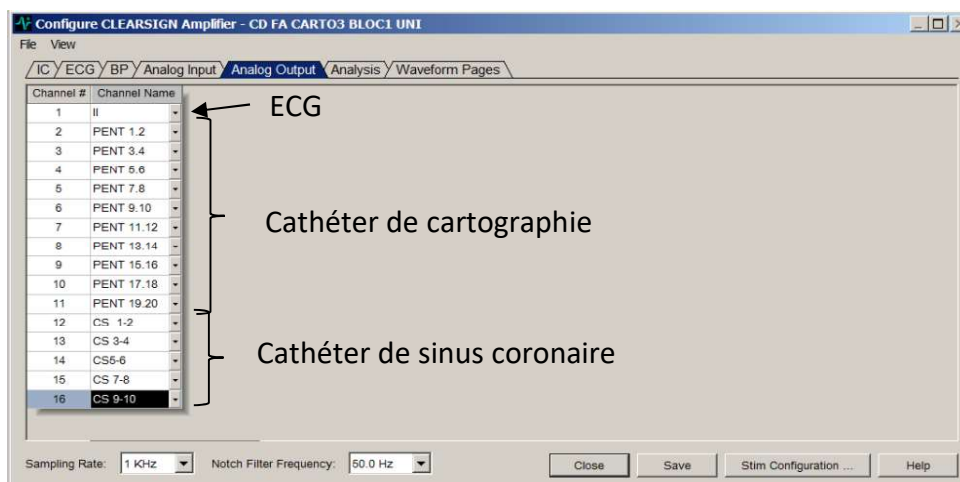 Configure CLEARSIGN Amplifier - CD FA CARTO3 BLOC1 UNI
File View
IC ECG BP Analog Input Analog Output Analysis Waveform Pages
Channel # Channel Name
ECG
1 II
2 PENT 1.2
3 PENT 3.4
4 PENT 5.6
5 PENT 7.8
6 PENT 9.10
7 PENT 11.12
Cathéter de cartographie
8 PENT 13.14
9 PENT 15.16
10 PENT 17.18
11 PENT 19.20
12 CS 1-2
13 CS 3-4
14 CS5-6
Cathéter de sinus coronaire
15 CS 7-8
16 CS 9-10
Sampling Rate: 1 KHz Notch Filter Frequency: 50.0 Hz Close Save Stim Configuration ... Help